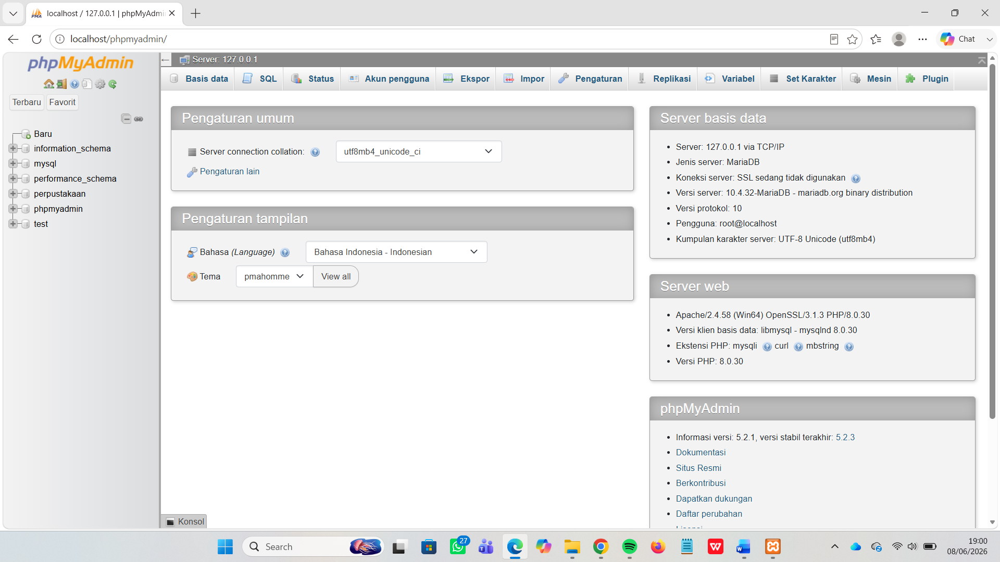 localhost / 127.0.0.1 | phpMyAdmin
localhost/phpmyadmin/
Chat
phpMyAdmin
Terbaru
Favorit
Baru
information_schema
mysql
performance_schema
perpustakaan
phpmyadmin
test
Server: 127.0.0.1
Basis data
SQL
Status
Akun pengguna
Ekspor
Impor
Pengaturan
Replikasi
Variabel
Set Karakter
Mesin
Plugin
Pengaturan umum
Server connection collation:
utf8mb4_unicode_ci
Pengaturan lain
Pengaturan tampilan
Bahasa (Language)
Bahasa Indonesia - Indonesian
Tema
pmahomme
View all
Server basis data
Server: 127.0.0.1 via TCP/IP
Jenis server: MariaDB
Koneksi server: SSL sedang tidak digunakan
Versi server: 10.4.32-MariaDB - mariadb.org binary distribution
Versi protokol: 10
Pengguna: root@localhost
Kumpulan karakter server: UTF-8 Unicode (utf8mb4)
Server web
Apache/2.4.58 (Win64) OpenSSL/3.1.3 PHP/8.0.30
Versi klien basis data: libmysql - mysqlnd 8.0.30
Ekstensi PHP: mysqli curl mbstring
Versi PHP: 8.0.30
phpMyAdmin
Informasi versi: 5.2.1, versi stabil terakhir: 5.2.3
Dokumentasi
Situs Resmi
Berkontribusi
Dapatkan dukungan
Daftar perubahan
Konsol
Search
27
19:00
08/06/2026